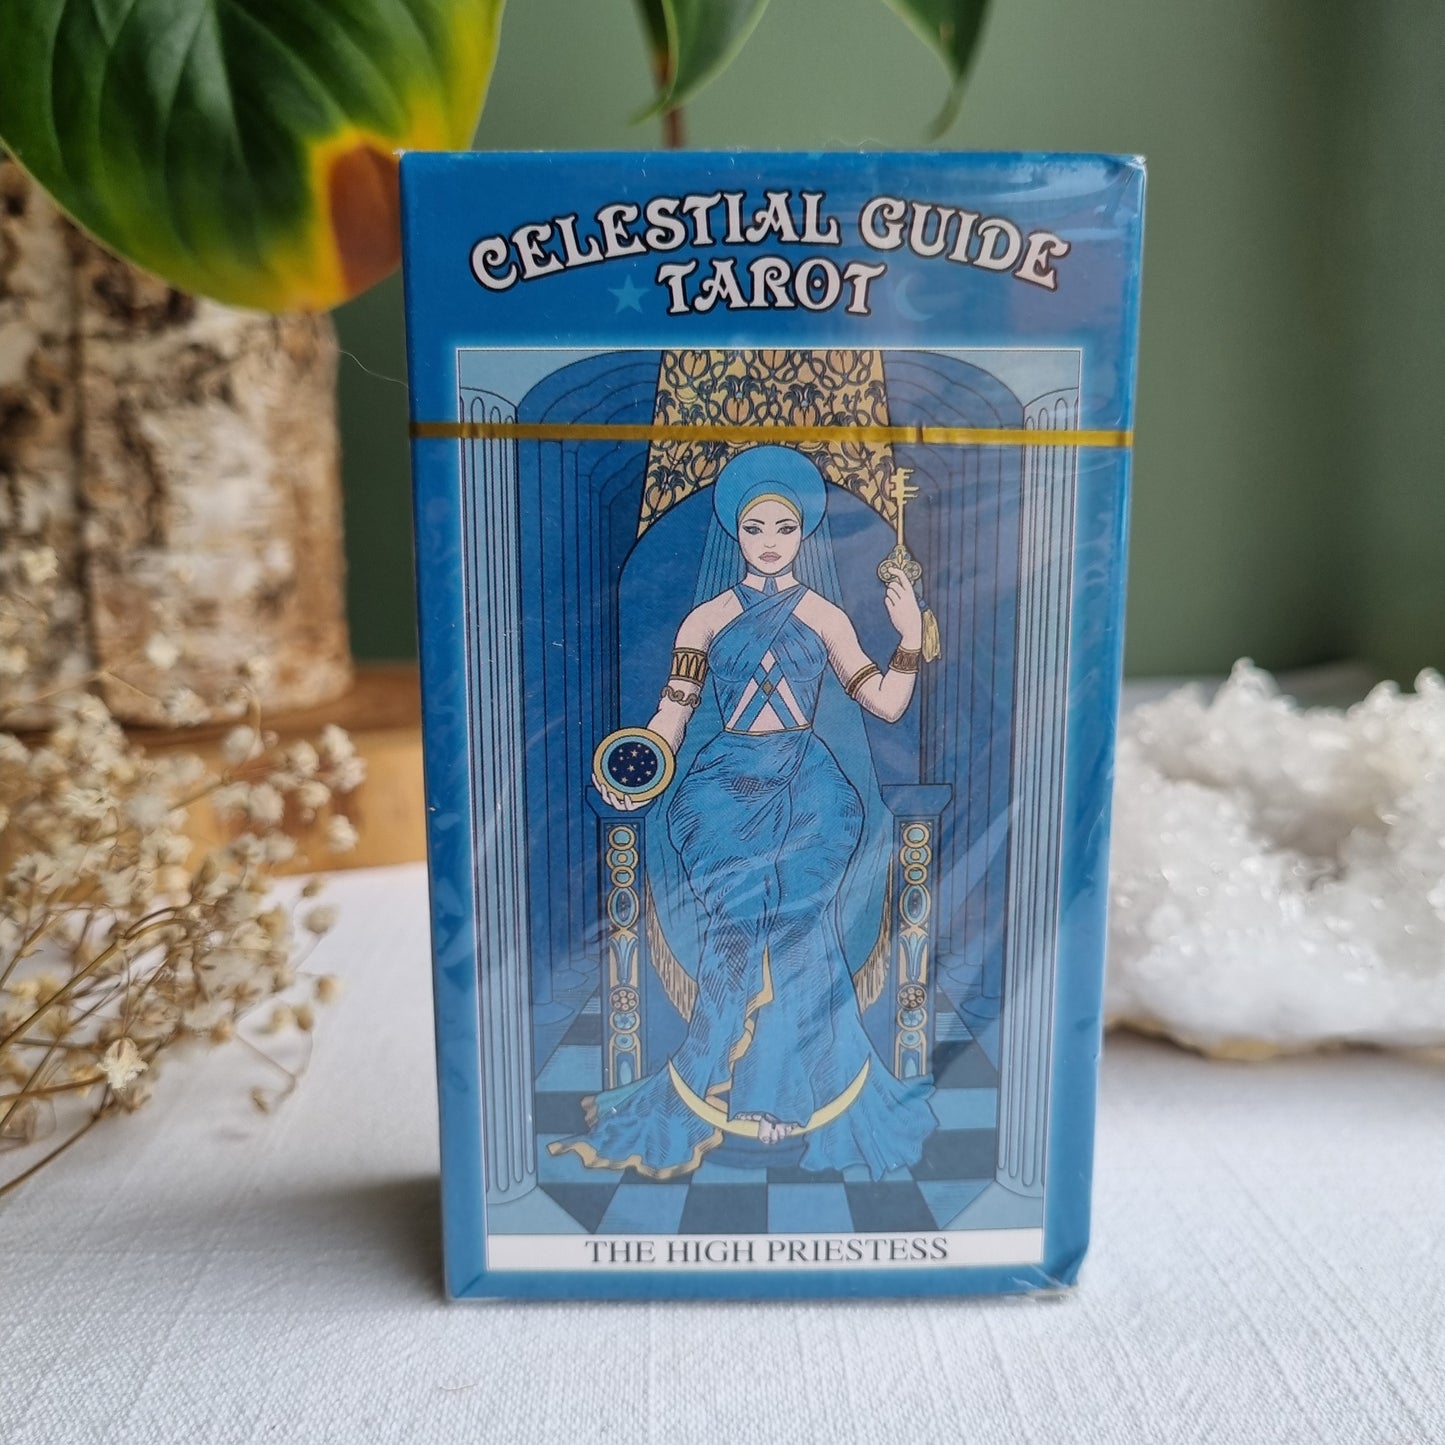 CELESTIAL GUIDE
TAROT
THE HIGH PRIESTESS